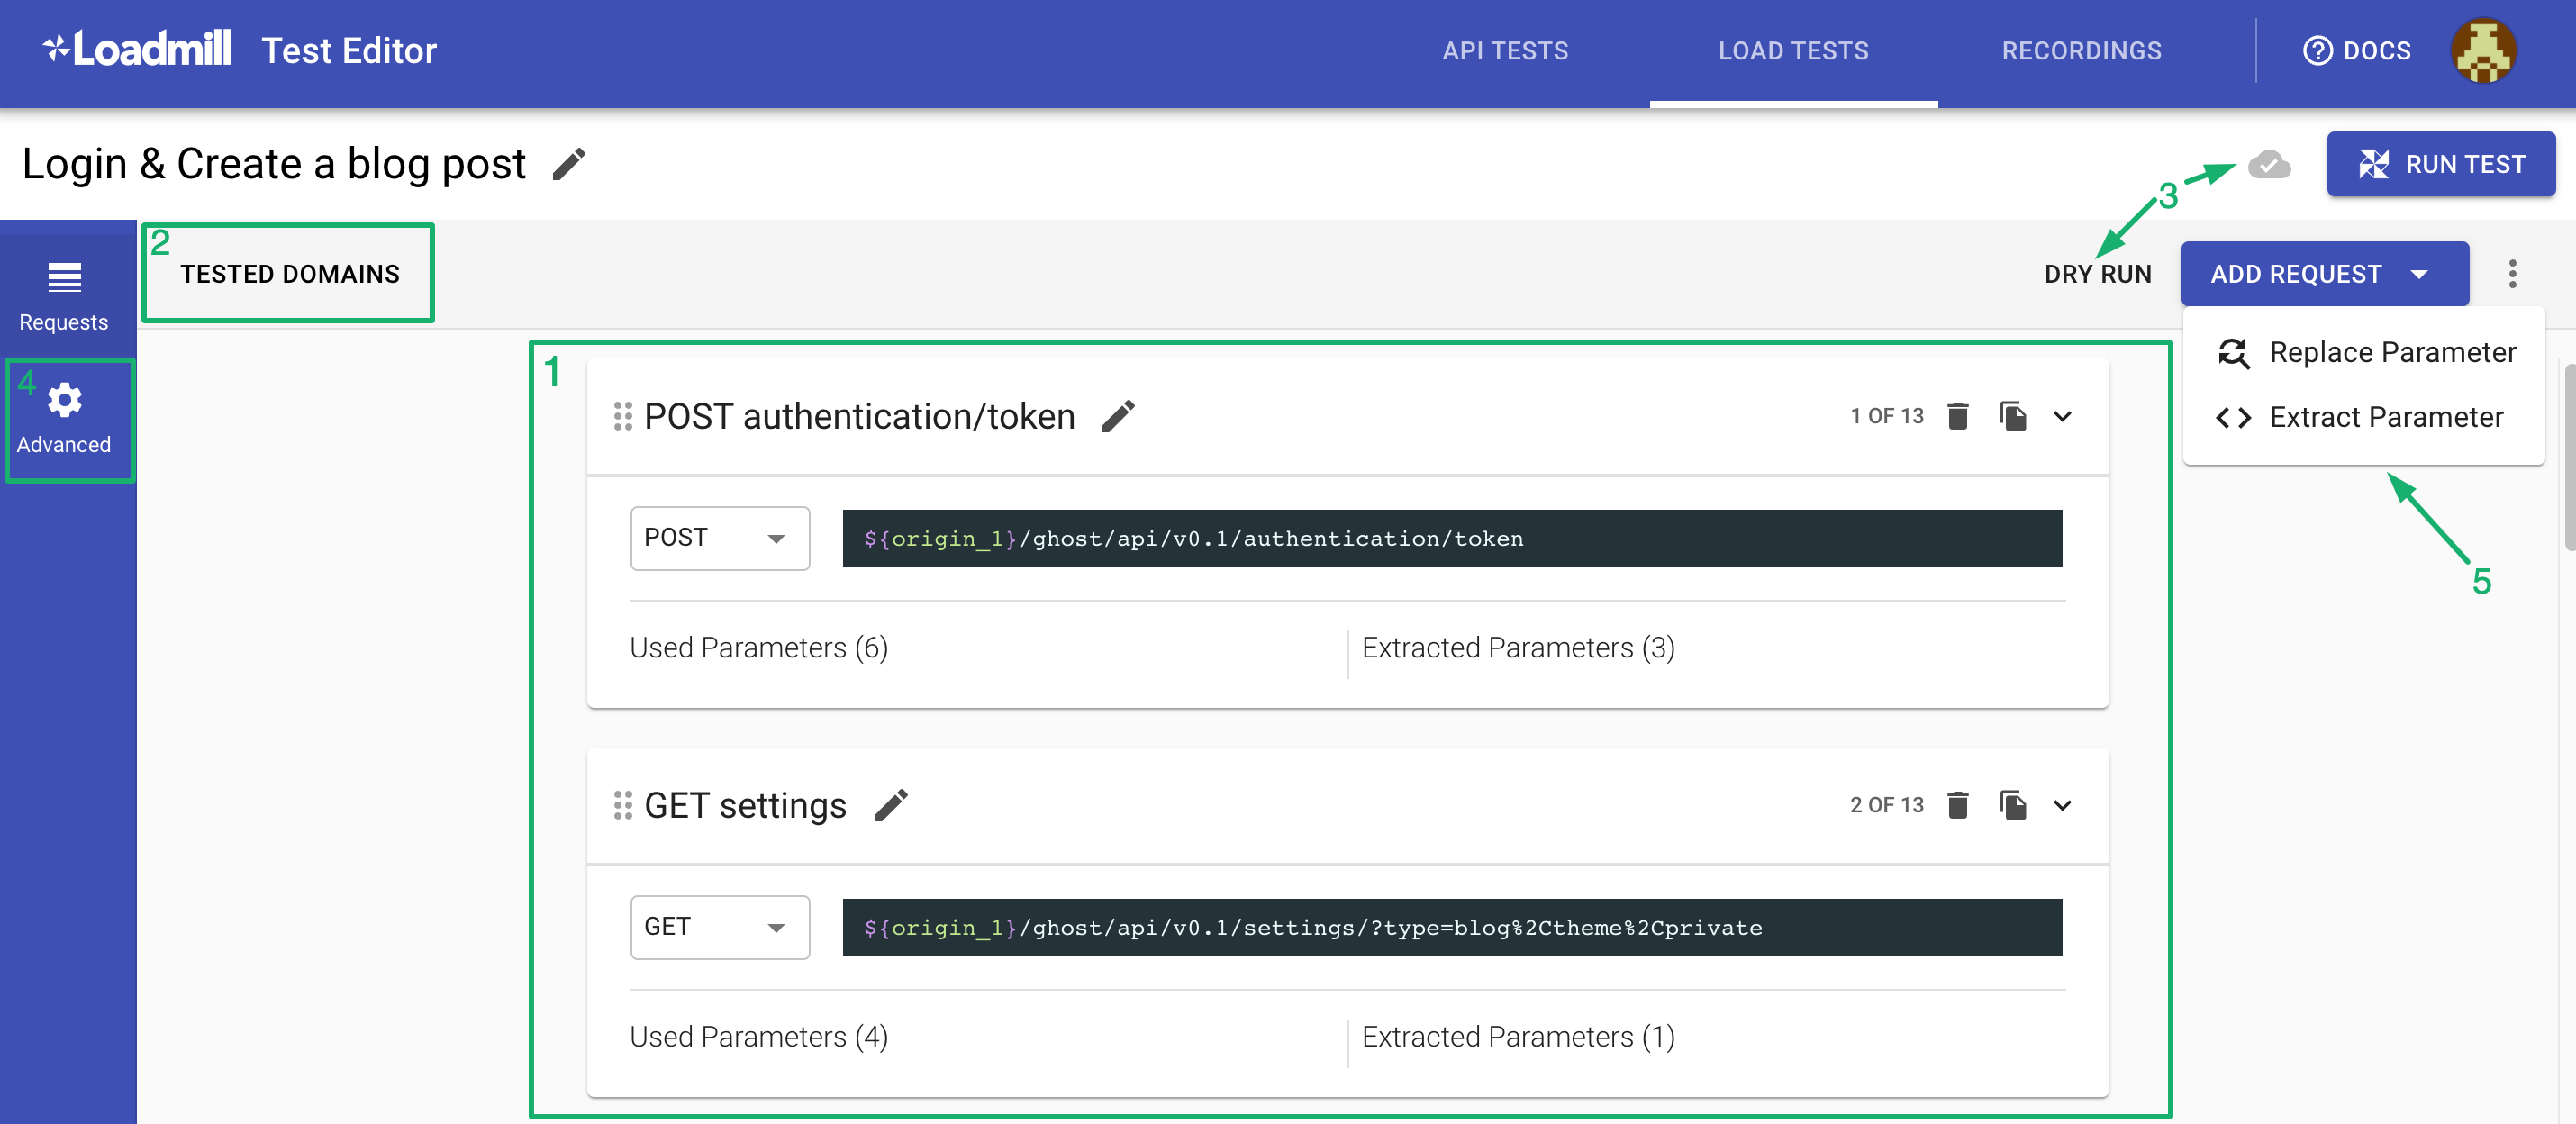 Loadmill Test Editor API TESTS LOAD TESTS RECORDINGS DOCS
Login & Create a blog post 3 RUN TEST
2 TESTED DOMAINS DRY RUN ADD REQUEST
Requests
4 Advanced
Replace Parameter
Extract Parameter
5
1
POST authentication/token 1 OF 13
POST ${origin_1}/ghost/api/v0.1/authentication/token
Used Parameters (6) Extracted Parameters (3)
GET settings 2 OF 13
GET ${origin_1}/ghost/api/v0.1/settings/?type=blog%2Ctheme%2Cprivate
Used Parameters (4) Extracted Parameters (1)